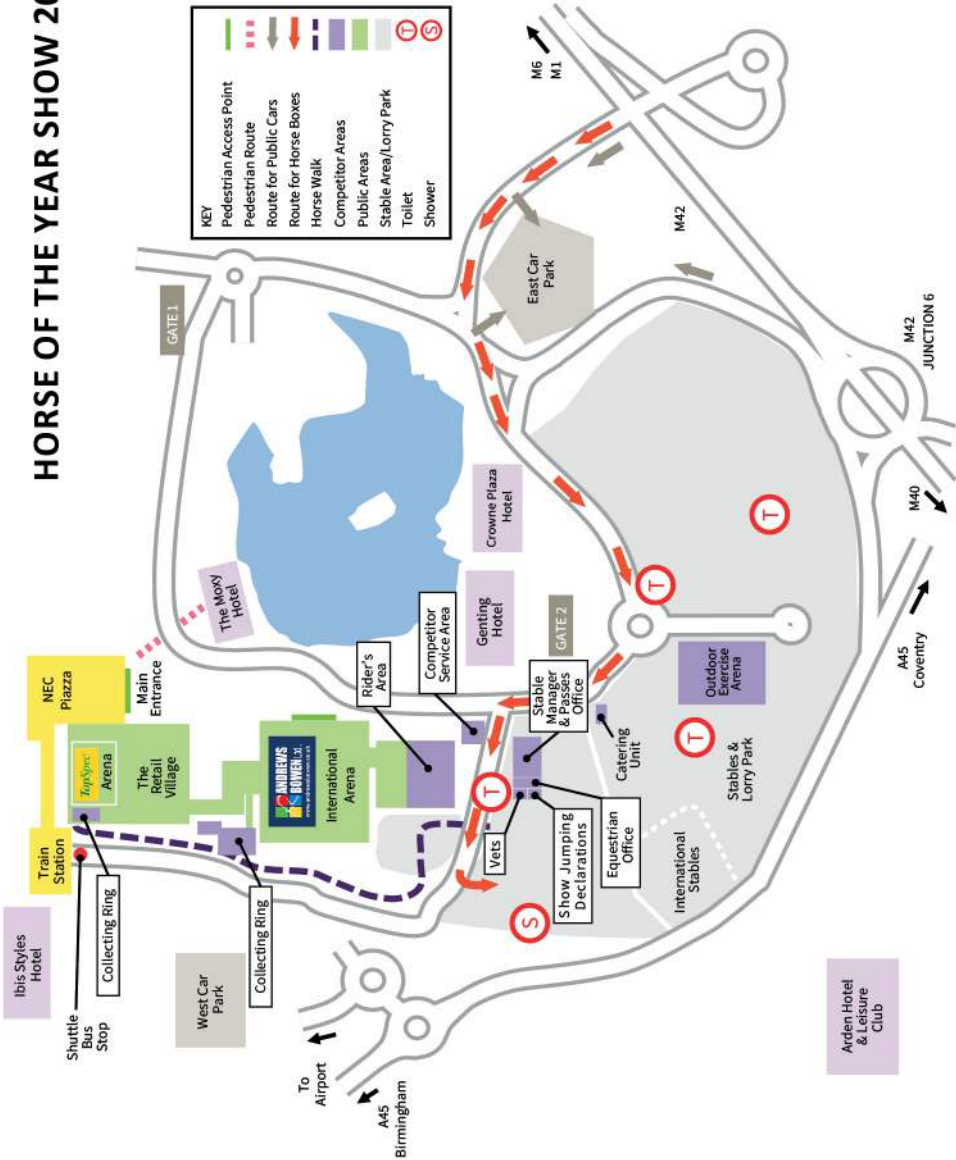 HORSE OF THE YEAR SHOW 20
KEY
Pedestrian Access Point
Pedestrian Route
Route for Public Cars
Route for Horse Boxes
Horse Walk
Competitor Areas
Public Areas
Stable Area/Lorry Park
Toilet
Shower
T
S
Ibis Styles
Hotel
Train
Station
NEC
Piazza
Shuttle
Bus
Stop
Collecting Ring
TopSpec
Arena
The
Retail
Village
Main
Entrance
The Moxy
Hotel
GATE 1
West Car
Park
Collecting Ring
ANDREWS
BOWEN
International
Arena
Rider's
Area
Competitor
Service Area
Genting
Hotel
Crowne Plaza
Hotel
East Car
Park
M6
M1
M42
To
Airport
A45
Birmingham
T
Vets
Show Jumping
Declarations
Equestrian
Office
Stable
Manager
& Passes
Office
GATE 2
Catering
Unit
T
S
International
Stables
Stables &
Lorry Park
T
Outdoor
Exercise
Arena
T
M42
JUNCTION 6
M40
A45
Coventry
Arden Hotel
& Leisure
Club